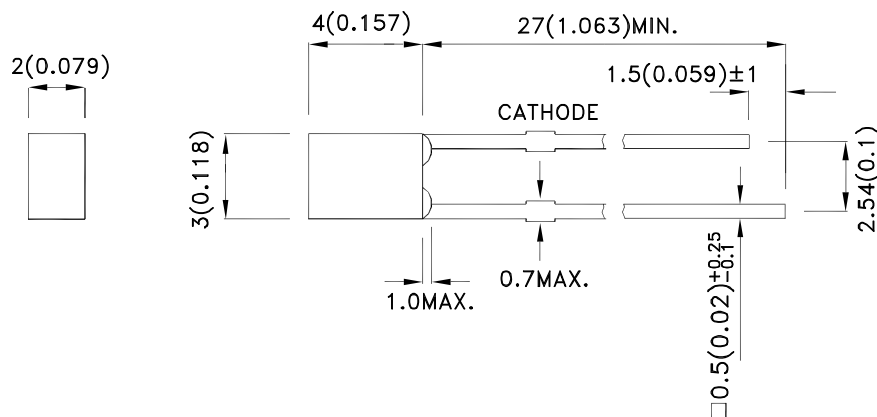 4(0.157)
27(1.063)MIN.
2(0.079)
1.5(0.059)±1
CATHODE
3(0.118)
2.54(0.1)
0.7MAX.
1.0MAX.
□0.5(0.02)±0.25 -0.1